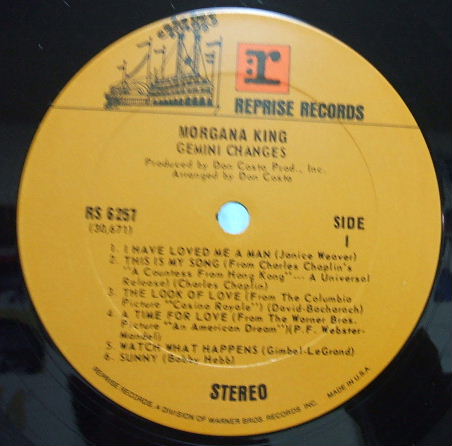 r
REPRISE RECORDS
MORGANA KING
GEMINI CHANGES
Produced by Don Costa Prod., Inc.
Arranged by Don Costa
RS 6257
(30,671)
SIDE
1
1. I HAVE LOVED ME A MAN (Janice Weaver)
2. THIS IS MY SONG (From Charles Chaplin's
"A Countess From Hong Kong"--- A Universal
Release) (Charles Chaplin)
3. THE LOOK OF LOVE (From The Columbia
Picture "Casino Royale") (David-Bacharach)
4. A TIME FOR LOVE (From The Warner Bros.
Picture "An American Dream")(P.F. Webster-
Mandell)
5. WATCH WHAT HAPPENS (Gimbel-LeGrand)
6. SUNNY (Bobby Hebb)
STEREO
REPRISE RECORDS, A DIVISION OF WARNER BROS. RECORDS INC. MADE IN U.S.A.